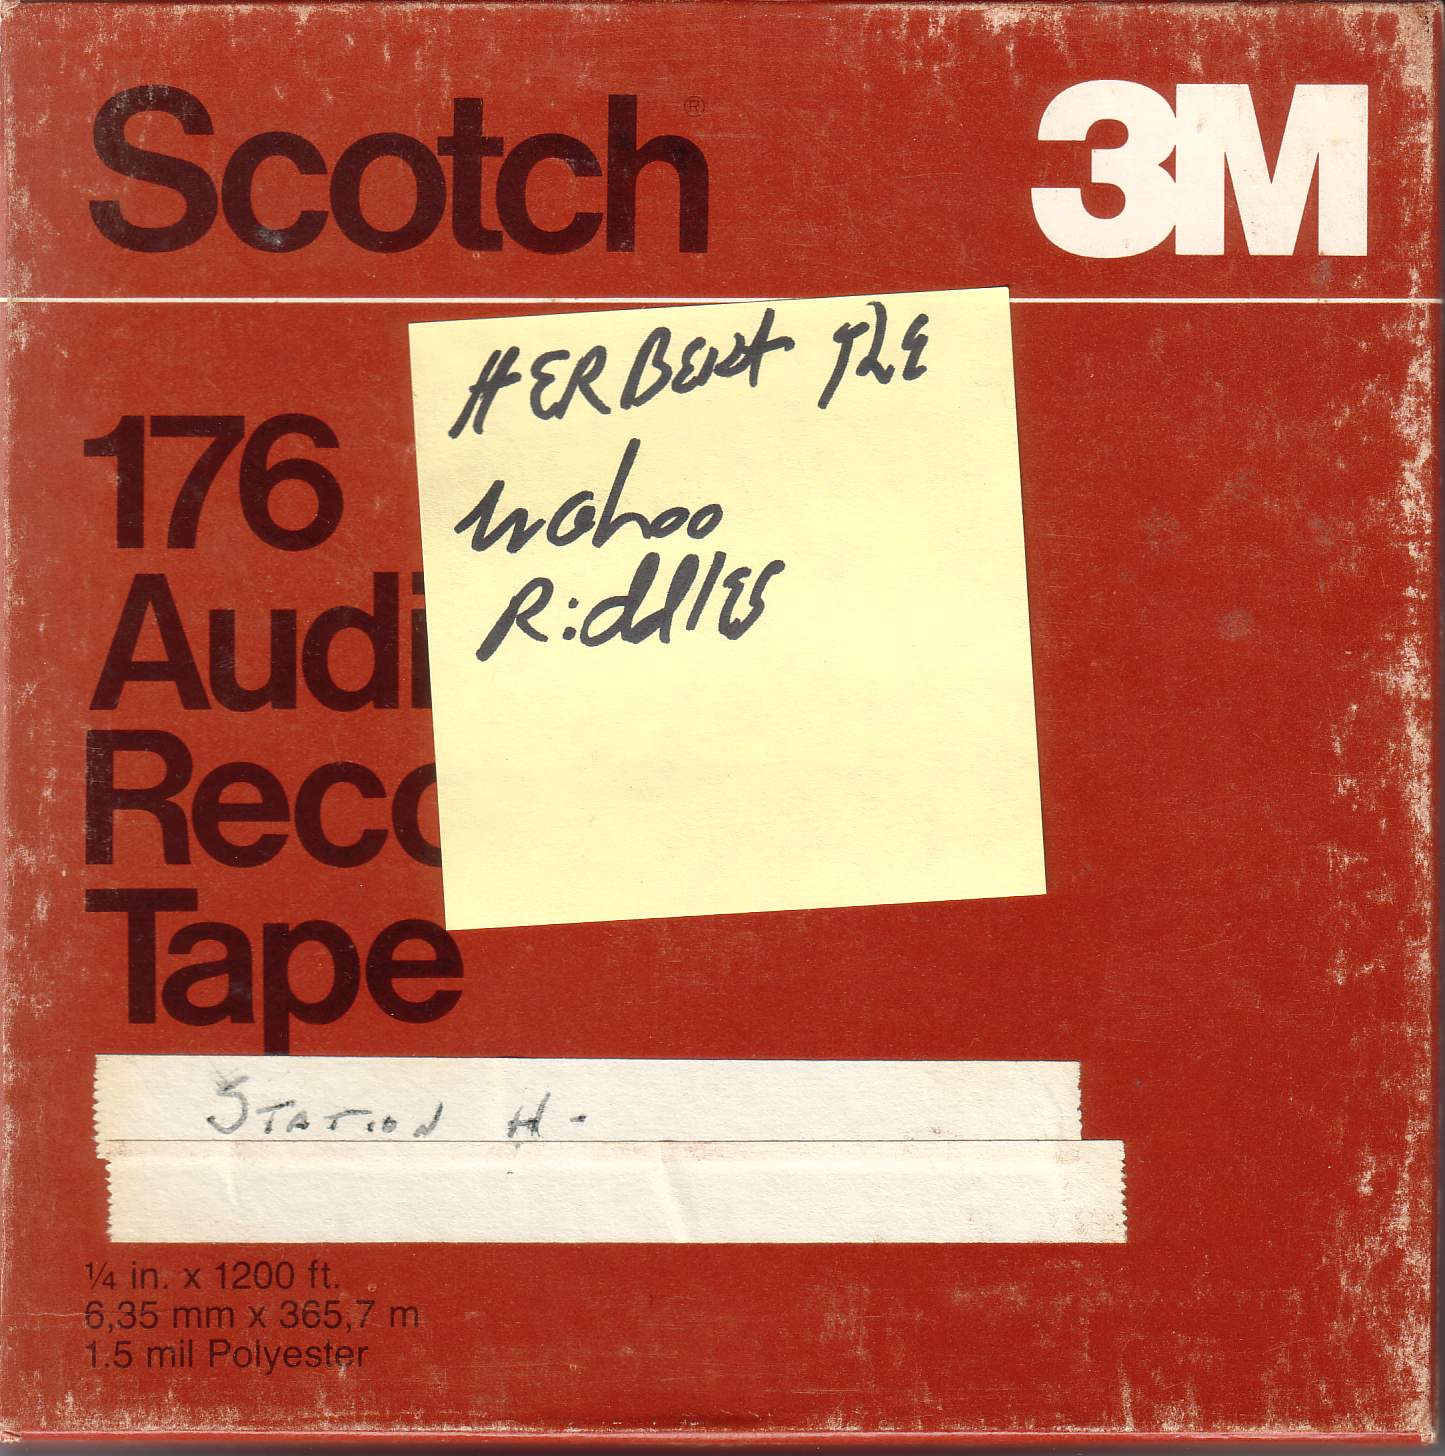 Scotch ®
3M
HERBERT THE
wahoo
Riddles
176
Audi
Reco
Tape
STATION H-
¼ in. x 1200 ft.
6,35 mm x 365,7 m
1.5 mil Polyester